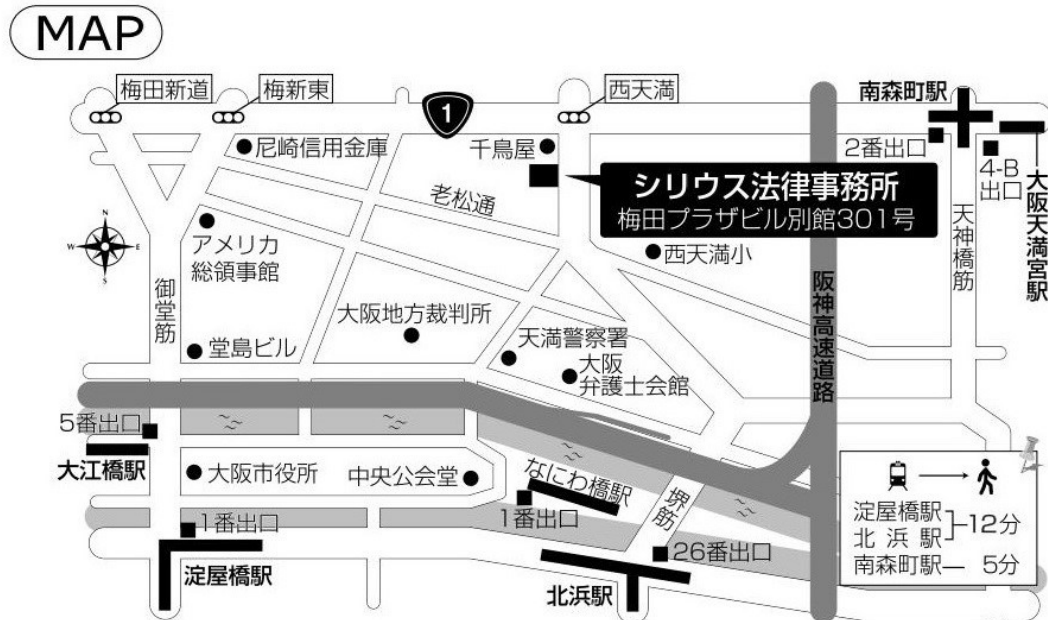 MAP
梅田新道
梅新東
西天満
1
南森町駅
2番出口
4-B
出口
大阪天満宮駅
尼崎信用金庫
千鳥屋
シリウス法律事務所
梅田プラザビル別館301号
老松通
天神橋筋
N
W
E
S
アメリカ
総領事館
西天満小
御堂筋
阪神高速道路
大阪地方裁判所
堂島ビル
天満警察署
大阪
弁護士会館
5番出口
大江橋駅
大阪市役所
中央公会堂
なにわ橋駅
1番出口
堺筋
1番出口
淀屋橋駅
26番出口
北浜駅
淀屋橋駅
北浜駅
12分
南森町駅― 5分